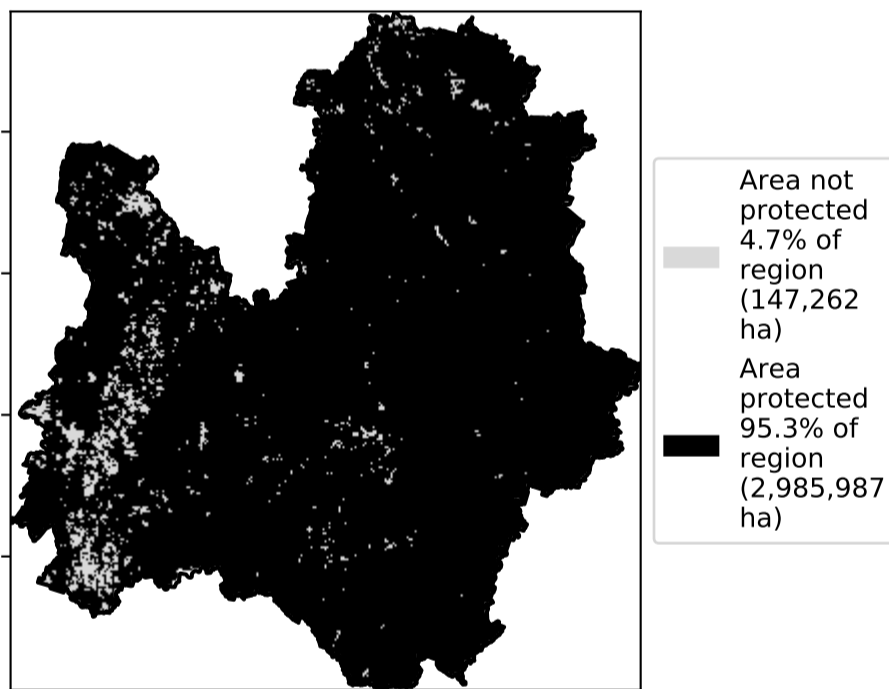 Area not
protected
4.7% of
region
(147,262
ha)
Area
protected
95.3% of
region
(2,985,987
ha)